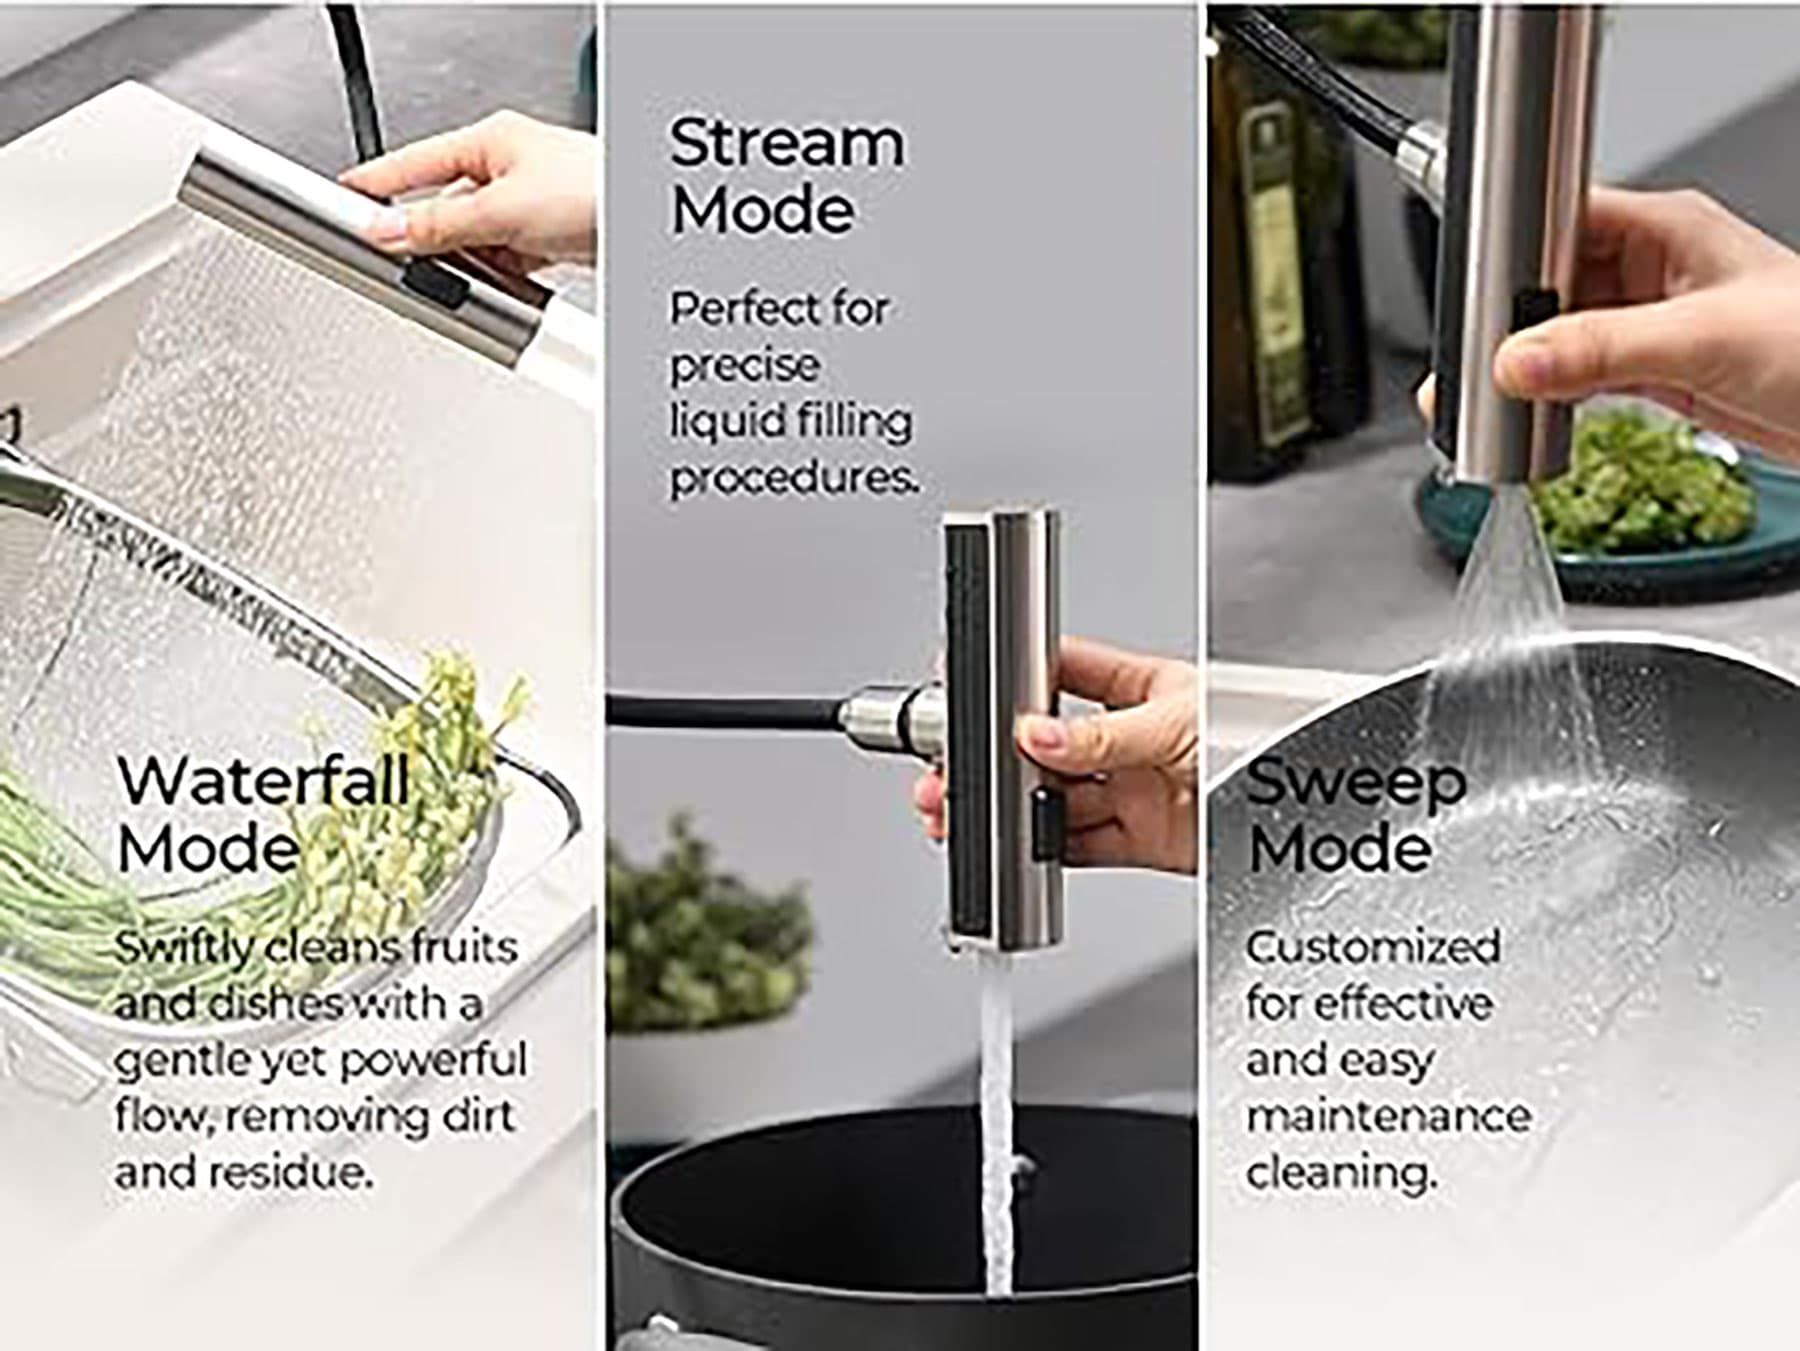 Waterfall
Mode
Swiftly cleans fruits
and dishes with a
gentle yet powerful
flow, removing dirt
and residue.
Stream
Mode
Perfect for
precise
liquid filling
procedures.
Sweep
Mode
Customized
for effective
and easy
maintenance
cleaning.